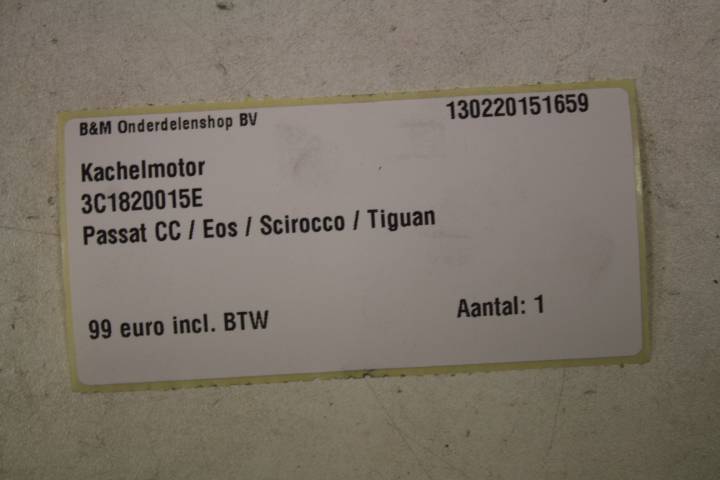 B&M Onderdelenshop BV 130220151659
Kachelmotor
3C1820015E
Passat CC / Eos / Scirocco / Tiguan
99 euro incl. BTW Aantal: 1